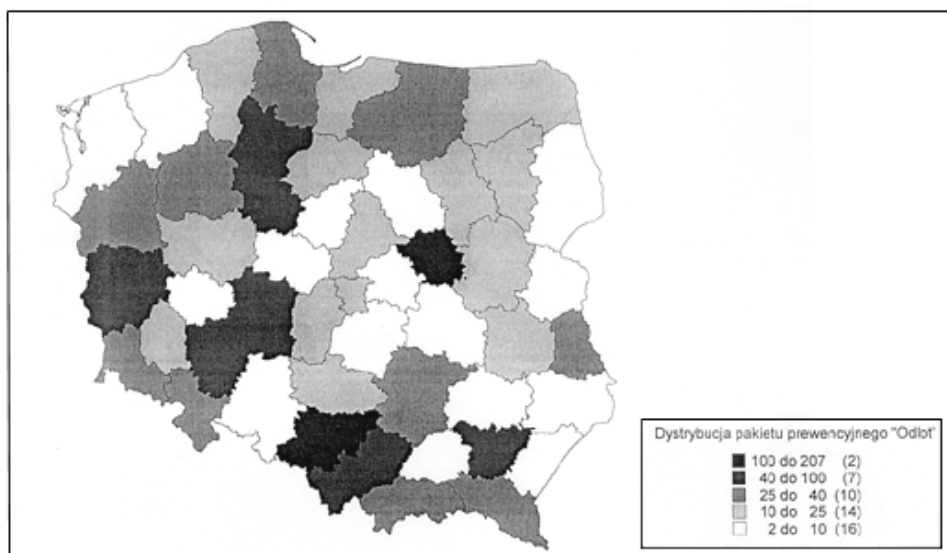 Dystrybucja pakietu prewencyjnego "Odlot"
100 do 207 (2)
40 do 100 (7)
25 do 40 (10)
10 do 25 (14)
2 do 10 (16)